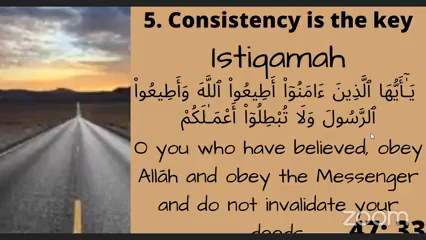 5. Consistency is the key
Istiqamah
يَـٰٓأَيُّهَا ٱلَّذِينَ ءَامَنُوٓا۟ أَطِيعُوا۟ ٱللَّهَ وَأَطِيعُوا۟
ٱلرَّسُولَ وَلَا تُبْطِلُوٓا۟ أَعْمَـٰلَكُمْ
O you who have believed, obey
Allāh and obey the Messenger
and do not invalidate your
deeds
47: 33
zoom